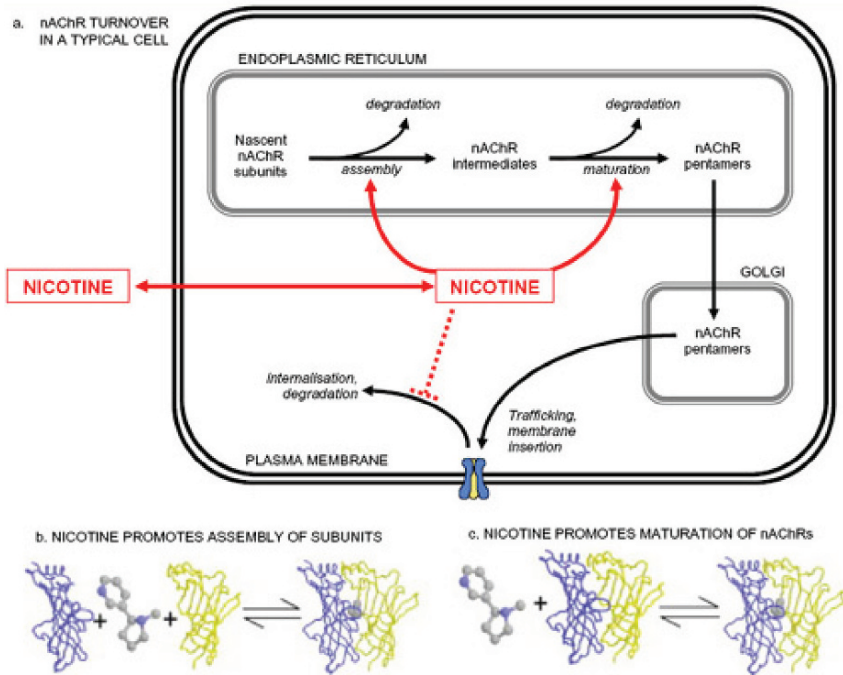 a. nAChR TURNOVER
IN A TYPICAL CELL
ENDOPLASMIC RETICULUM
degradation
degradation
Nascent
nAChR
subunits
assembly
nAChR
intermediates
maturation
nAChR
pentamers
NICOTINE
NICOTINE
GOLGI
nAChR
pentamers
Internalisation,
degradation
Trafficking,
membrane
insertion
PLASMA MEMBRANE
b. NICOTINE PROMOTES ASSEMBLY OF SUBUNITS
+
+
c. NICOTINE PROMOTES MATURATION OF nAChRs
+